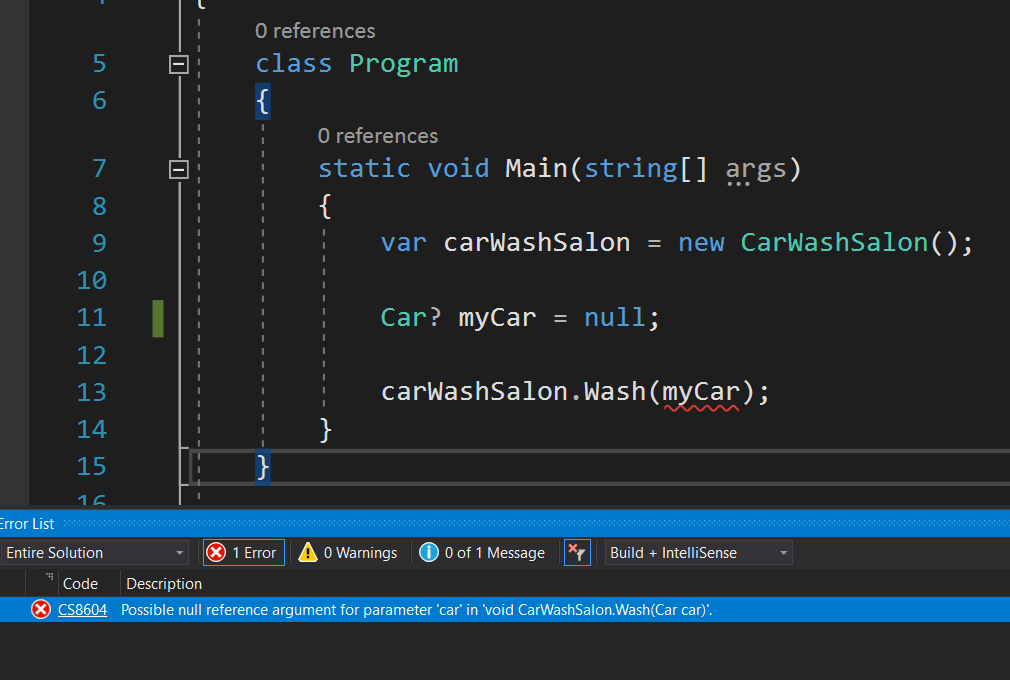 {
0 references
5 class Program
6 {
0 references
7 static void Main(string[] args)
8 {
9 var carWashSalon = new CarWashSalon();
10
11 Car? myCar = null;
12
13 carWashSalon.Wash(myCar);
14 }
15 }
16
Error List
Entire Solution 1 Error 0 Warnings 0 of 1 Message Build + IntelliSense
Code Description
CS8604 Possible null reference argument for parameter 'car' in 'void CarWashSalon.Wash(Car car)'.